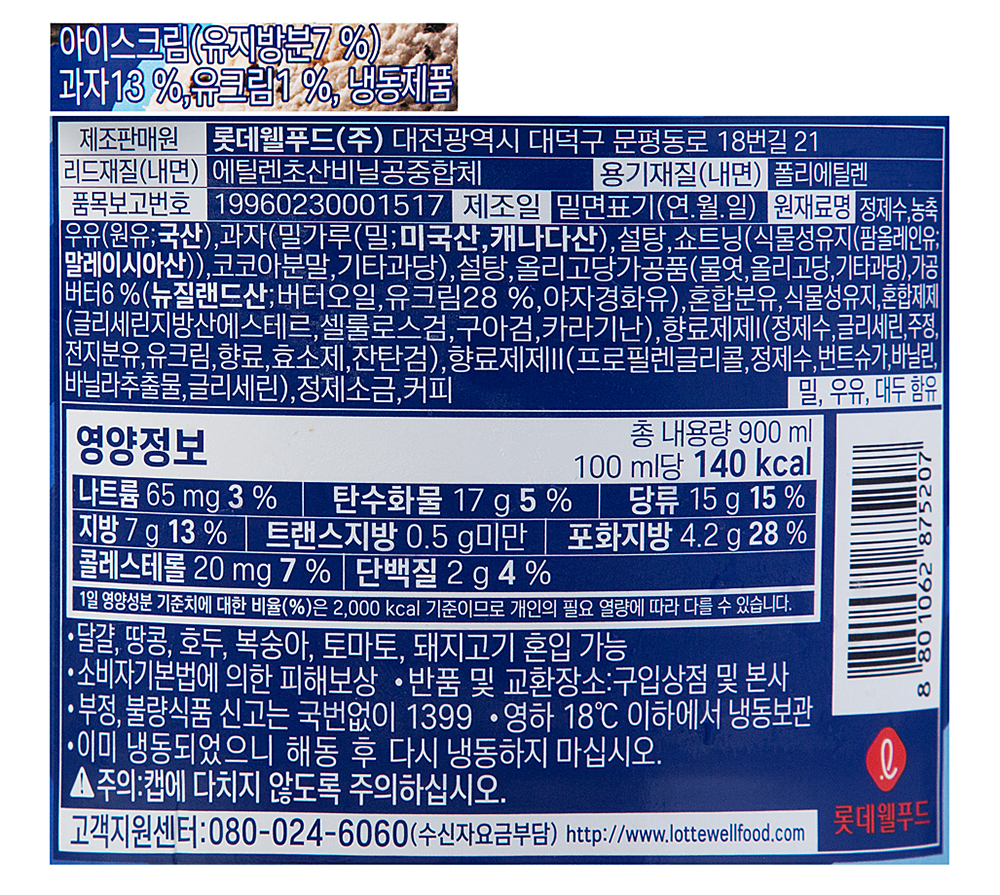 아이스크림(유지방분7 %)
과자13 %,유크림1 %, 냉동제품
제조판매원 롯데웰푸드(주) 대전광역시 대덕구 문평동로 18번길 21
리드재질(내면) 에틸렌초산비닐공중합체 용기재질(내면) 폴리에틸렌
품목보고번호 19960230001517 제조일 밑면표기(연.월.일) 원재료명 정제수,농축
우유(원유;국산),과자(밀가루(밀;미국산,캐나다산),설탕,쇼트닝(식물성유지(팜올레인유;
말레이시아산)),코코아분말,기타과당),설탕,올리고당가공품(물엿,올리고당,기타과당),가공
버터6 %(뉴질랜드산;버터오일,유크림28 %,야자경화유),혼합분유,식물성유지,혼합제제
(글리세린지방산에스테르,셀룰로스검,구아검,카라기난),향료제제I(정제수,글리세린,주정,
전지분유,유크림,향료,효소제,잔탄검),향료제제II(프로필렌글리콜,정제수,번트슈가,바닐린,
바닐라추출물,글리세린),정제소금,커피
밀, 우유, 대두 함유
영양정보
총 내용량 900 ml
100 ml당 140 kcal
나트륨 65 mg 3 % 탄수화물 17 g 5 % 당류 15 g 15 %
지방 7 g 13 % 트랜스지방 0.5 g미만 포화지방 4.2 g 28 %
콜레스테롤 20 mg 7 % 단백질 2 g 4 %
1일 영양성분 기준치에 대한 비율(%)은 2,000 kcal 기준이므로 개인의 필요 열량에 따라 다를 수 있습니다.
•달걀, 땅콩, 호두, 복숭아, 토마토, 돼지고기 혼입 가능
•소비자기본법에 의한 피해보상 •반품 및 교환장소:구입상점 및 본사
•부정,불량식품 신고는 국번없이 1399 •영하 18℃ 이하에서 냉동보관
•이미 냉동되었으니 해동 후 다시 냉동하지 마십시오.
⚠주의:캡에 다치지 않도록 주의하십시오.
고객지원센터:080-024-6060(수신자요금부담) http://www.lottewellfood.com
8 801062 875207
롯데웰푸드